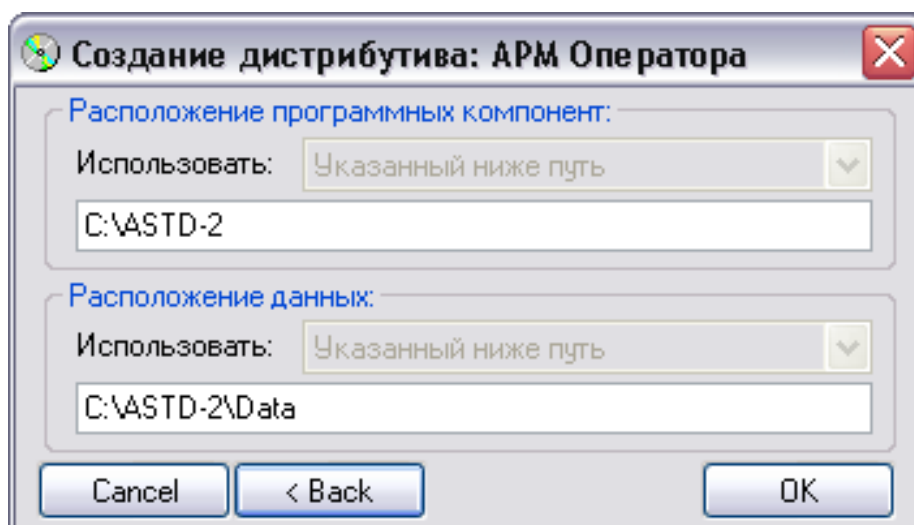 Создание дистрибутива: АРМ Оператора
Расположение программных компонент:
Использовать: Указанный ниже путь
C:\ASTD-2
Расположение данных:
Использовать: Указанный ниже путь
C:\ASTD-2\Data
Cancel < Back OK